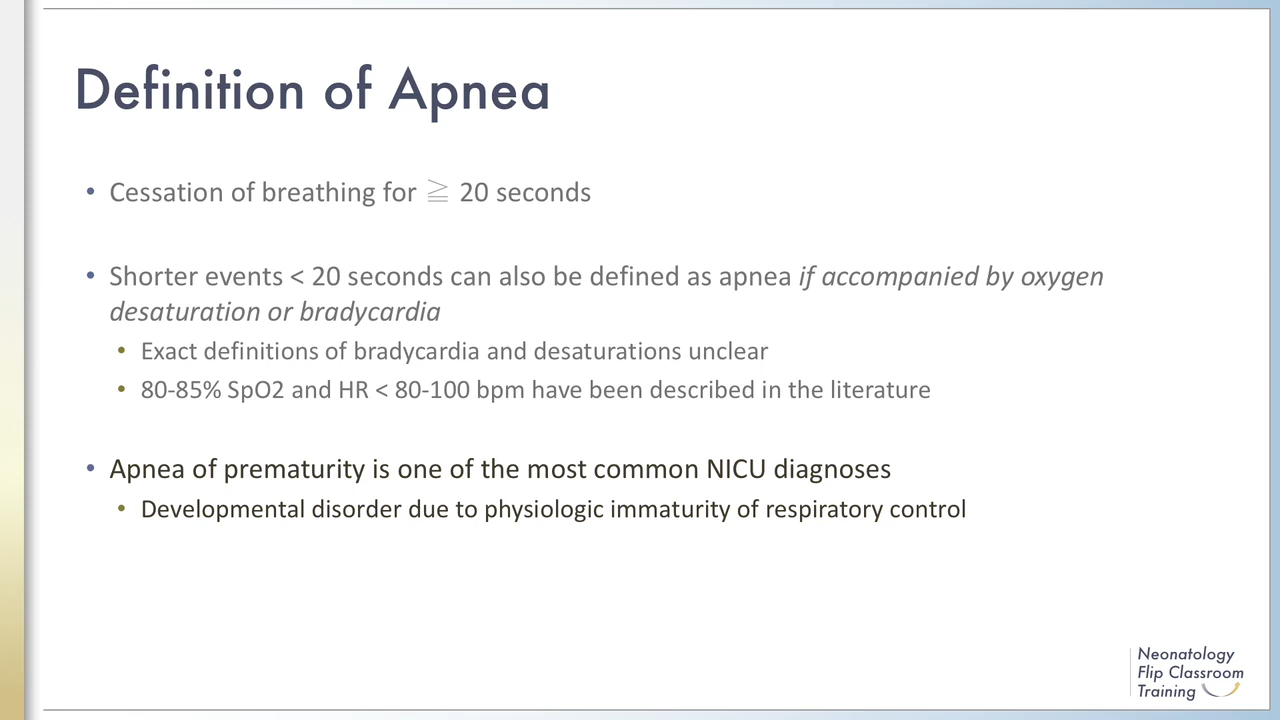 Definition of Apnea
• Cessation of breathing for ≧ 20 seconds
• Shorter events < 20 seconds can also be defined as apnea if accompanied by oxygen
desaturation or bradycardia
• Exact definitions of bradycardia and desaturations unclear
• 80-85% SpO2 and HR < 80-100 bpm have been described in the literature
• Apnea of prematurity is one of the most common NICU diagnoses
• Developmental disorder due to physiologic immaturity of respiratory control
Neonatology
Flip Classroom
Training